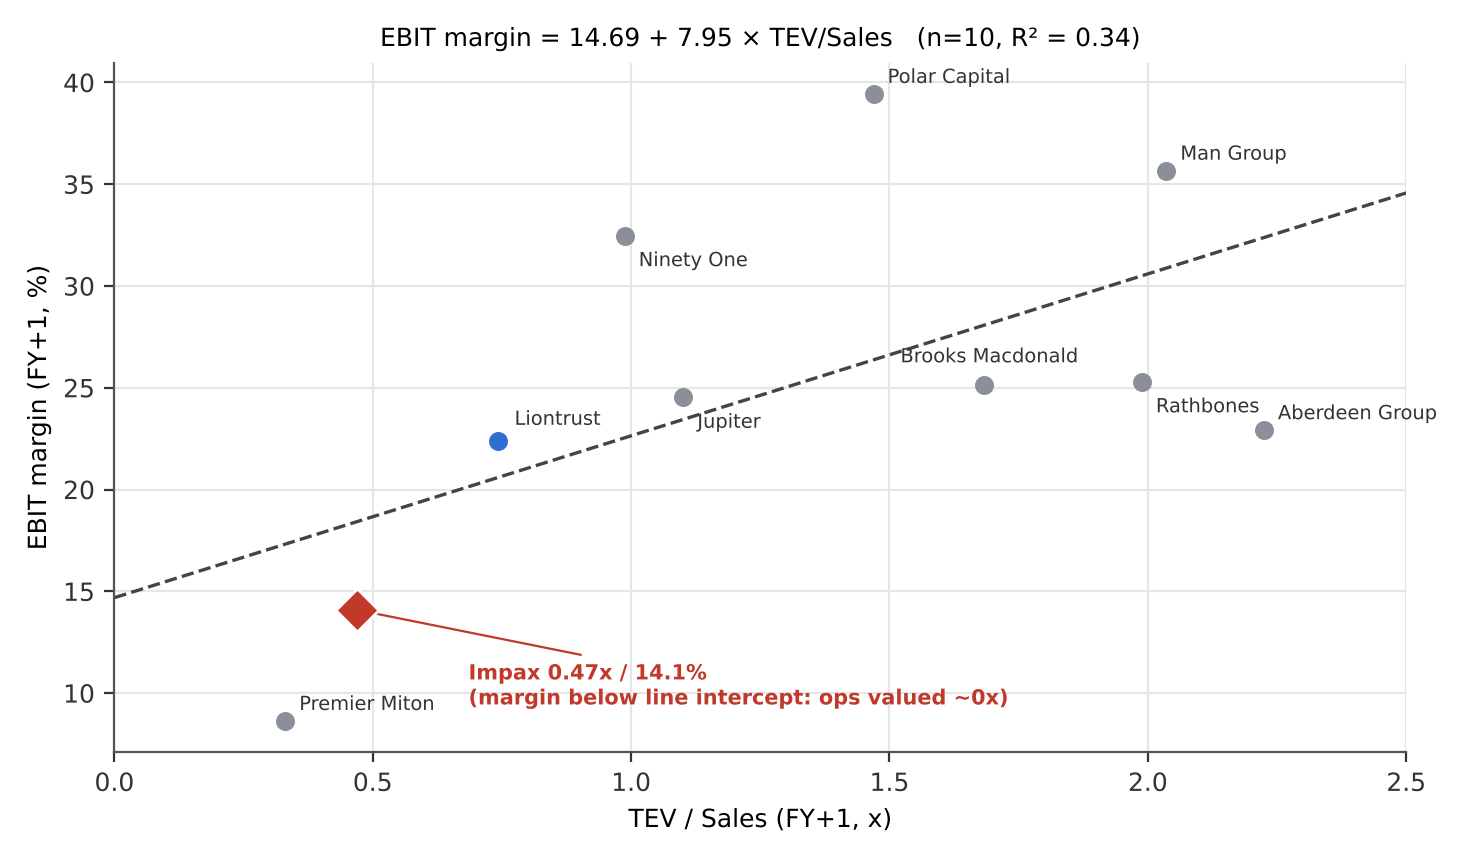 EBIT margin = 14.69 + 7.95 × TEV/Sales (n=10, R² = 0.34)
EBIT margin (FY+1, %)
40
35
30
25
20
15
10
Polar Capital
Man Group
Ninety One
Brooks Macdonald
Rathbones
Aberdeen Group
Liontrust
Jupiter
Impax 0.47x / 14.1%
(margin below line intercept: ops valued ~0x)
Premier Miton
0.0
0.5
1.0
1.5
2.0
2.5
TEV / Sales (FY+1, x)